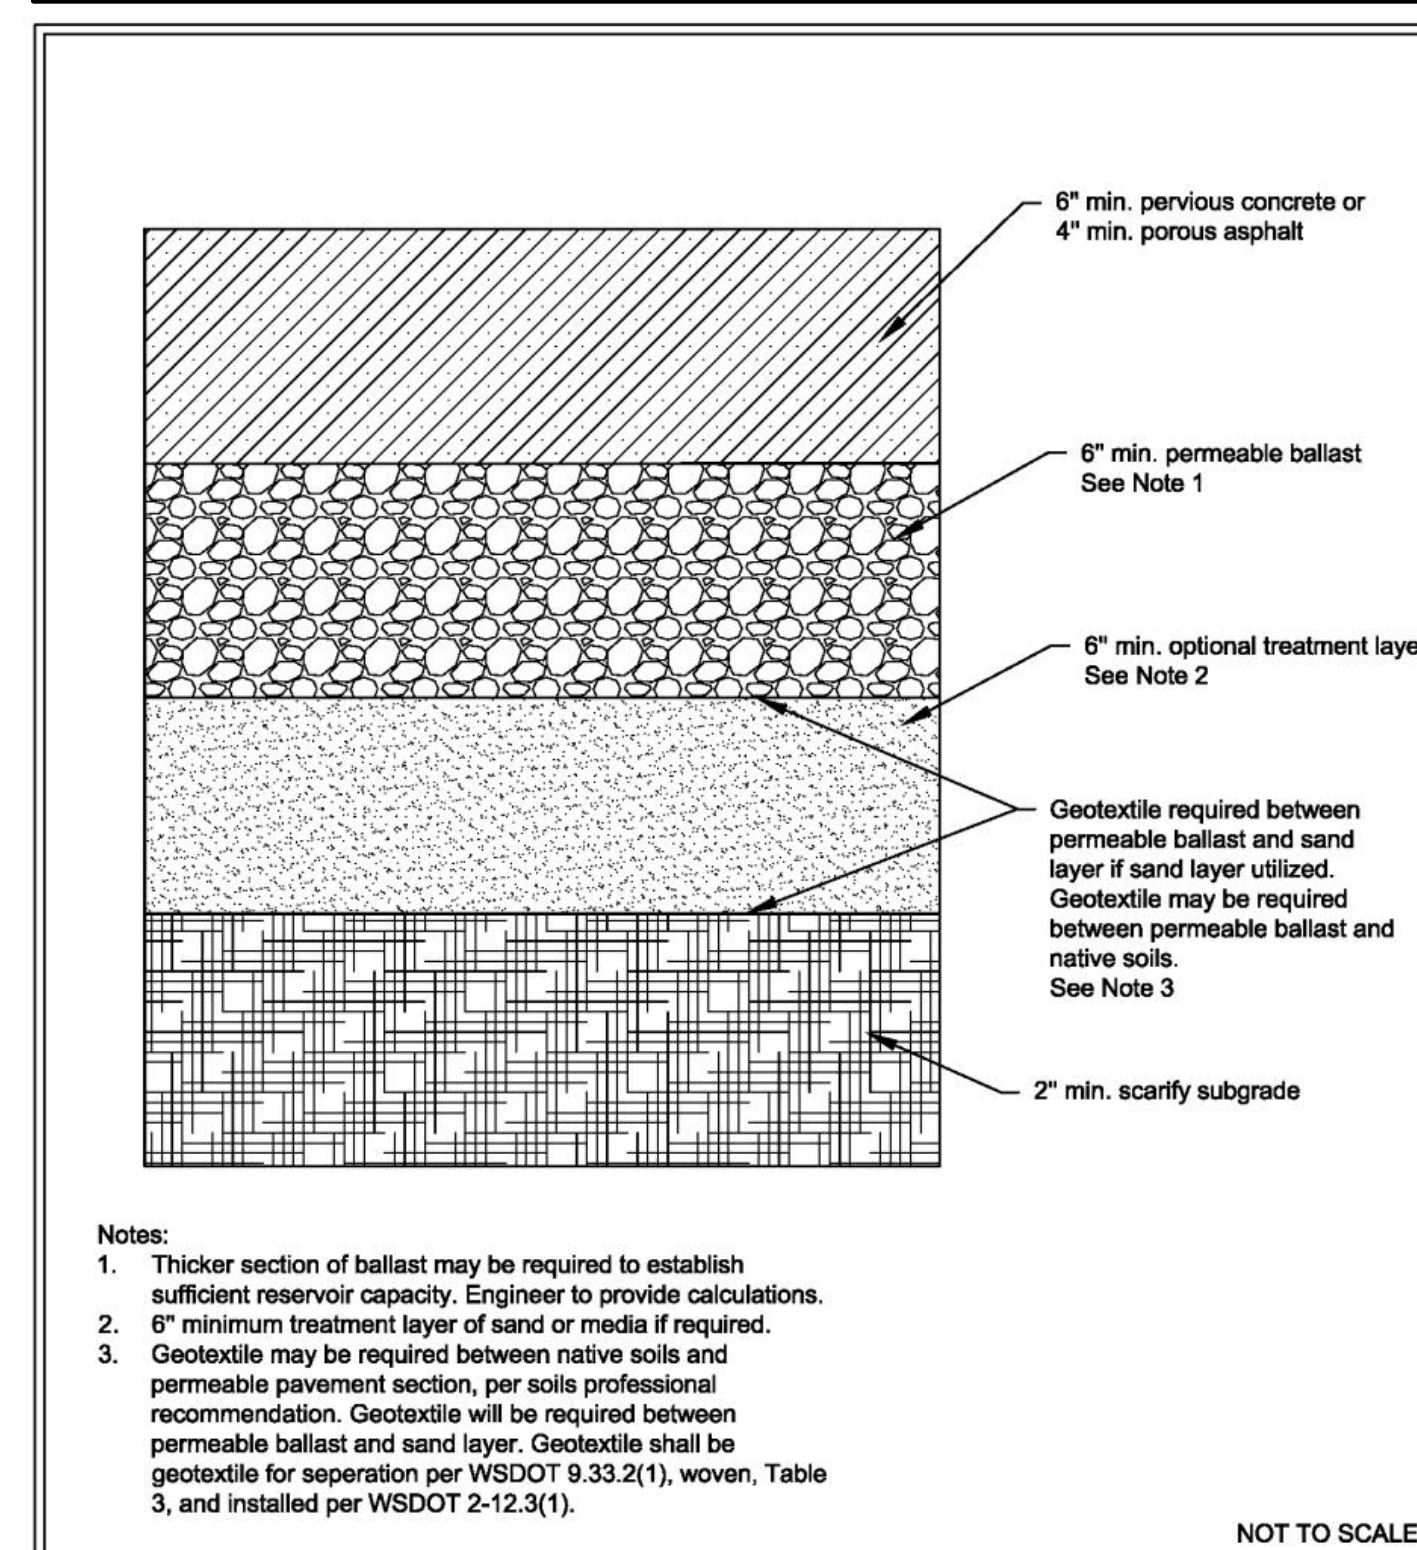 6" min. pervious concrete or
4" min. porous asphalt
6" min. permeable ballast
See Note 1
6" min. optional treatment laye
See Note 2
Geotextile required between
permeable ballast and sand
layer if sand layer utilized.
Geotextile may be required
between permeable ballast and
native soils.
See Note 3
2" min. scarify subgrade
Notes:
1. Thicker section of ballast may be required to establish
sufficient reservoir capacity. Engineer to provide calculations.
2. 6" minimum treatment layer of sand or media if required.
3. Geotextile may be required between native soils and
permeable pavement section, per soils professional
recommendation. Geotextile will be required between
permeable ballast and sand layer. Geotextile shall be
geotextile for seperation per WSDOT 9.33.2(1), woven, Table
3, and installed per WSDOT 2-12.3(1).
NOT TO SCALE